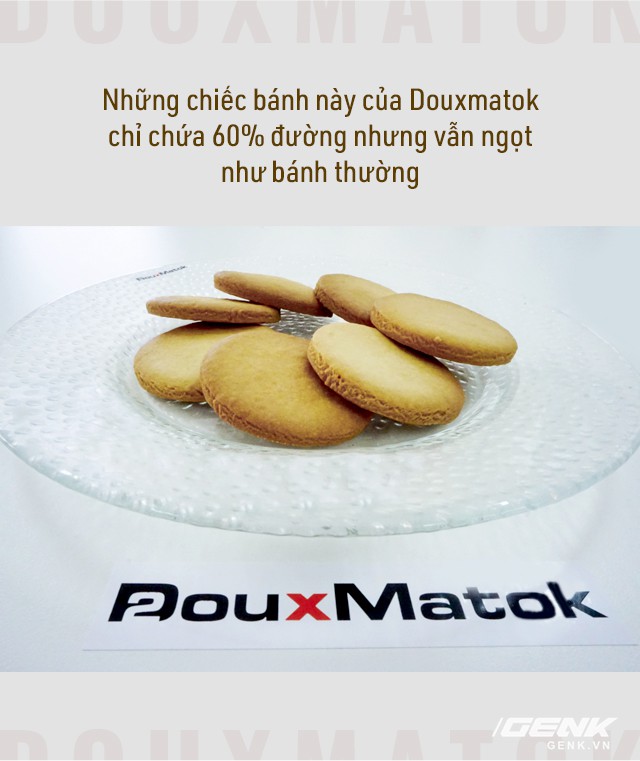 DOUXMATOK
Những chiếc bánh này của Douxmatok
chỉ chứa 60% đường nhưng vẫn ngọt
như bánh thường
DouxMatok
DouxMatok
GENK
GENK.VN
DOUXMATOK